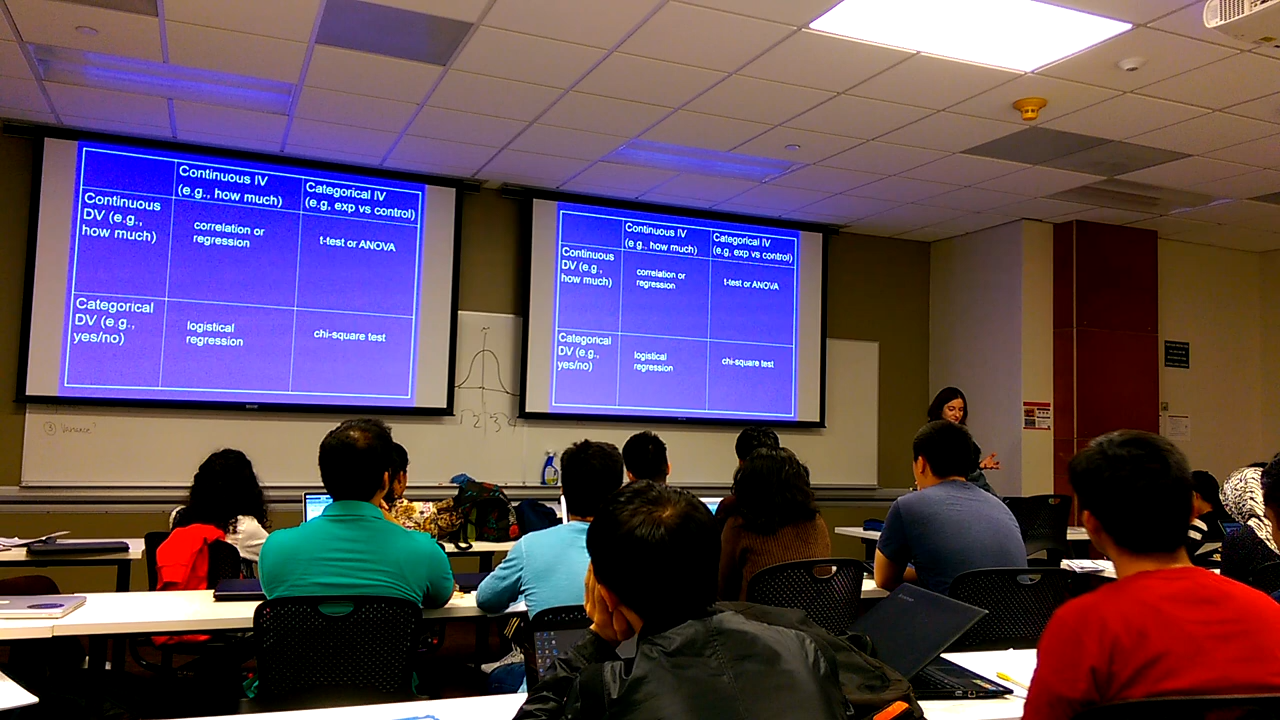 Continuous IV
(e.g., how much)
Categorical IV
(e.g, exp vs control)
Continuous
DV (e.g.,
how much)
correlation or
regression
t-test or ANOVA
Categorical
DV (e.g.,
yes/no)
logistical
regression
chi-square test
Continuous IV
(e.g., how much)
Categorical IV
(e.g, exp vs control)
Continuous
DV (e.g.,
how much)
correlation or
regression
t-test or ANOVA
Categorical
DV (e.g.,
yes/no)
logistical
regression
chi-square test
③ Variance?